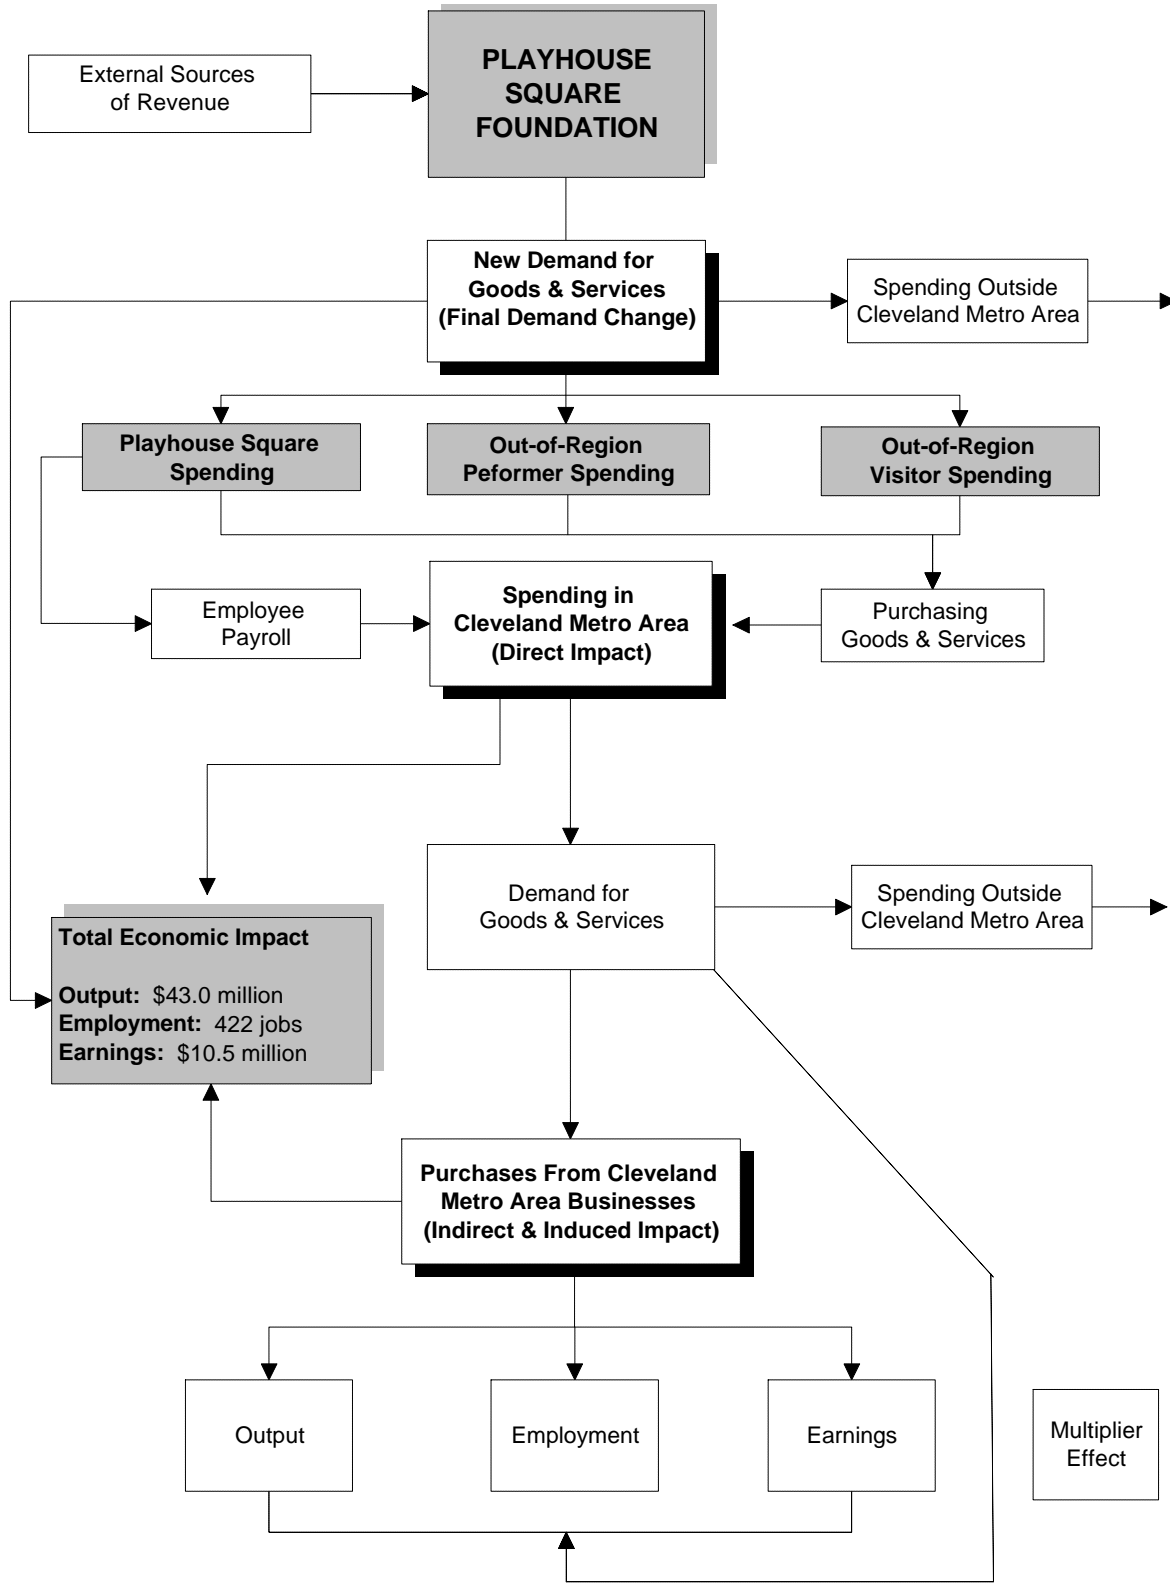 External Sources
of Revenue
PLAYHOUSE
SQUARE
FOUNDATION
New Demand for
Goods & Services
(Final Demand Change)
Spending Outside
Cleveland Metro Area
Playhouse Square
Spending
Out-of-Region
Peformer Spending
Out-of-Region
Visitor Spending
Employee
Payroll
Spending in
Cleveland Metro Area
(Direct Impact)
Purchasing
Goods & Services
Demand for
Goods & Services
Spending Outside
Cleveland Metro Area
Total Economic Impact
Output: $43.0 million
Employment: 422 jobs
Earnings: $10.5 million
Purchases From Cleveland
Metro Area Businesses
(Indirect & Induced Impact)
Output
Employment
Earnings
Multiplier
Effect